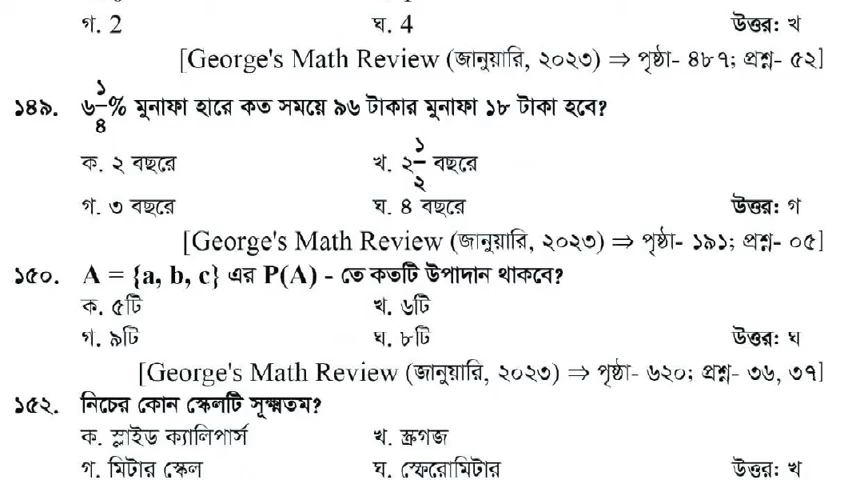 গ. 2 ঘ. 4 উত্তর: খ
[George's Math Review (জানুয়ারি, ২০২৩) ⇒ পৃষ্ঠা- ৪৮৭; প্রশ্ন- ৫২]
১৪৯. ৬১/৪% মুনাফা হারে কত সময়ে ৯৬ টাকার মুনাফা ১৮ টাকা হবে?
ক. ২ বছরে খ. ২১/২ বছরে
গ. ৩ বছরে ঘ. ৪ বছরে উত্তর: গ
[George's Math Review (জানুয়ারি, ২০২৩) ⇒ পৃষ্ঠা- ১৯১; প্রশ্ন- ০৫]
১৫০. A = {a, b, c} এর P(A) - তে কতটি উপাদান থাকবে?
ক. ৫টি খ. ৬টি
গ. ৯টি ঘ. ৮টি উত্তর: ঘ
[George's Math Review (জানুয়ারি, ২০২৩) ⇒ পৃষ্ঠা- ৬২০; প্রশ্ন- ৩৬, ৩৭]
১৫২. নিচের কোন স্কেলটি সূক্ষ্মতম?
ক. স্লাইড ক্যালিপার্স খ. স্ক্রুগজ
গ. মিটার স্কেল ঘ. স্ফেরোমিটার উত্তর: খ